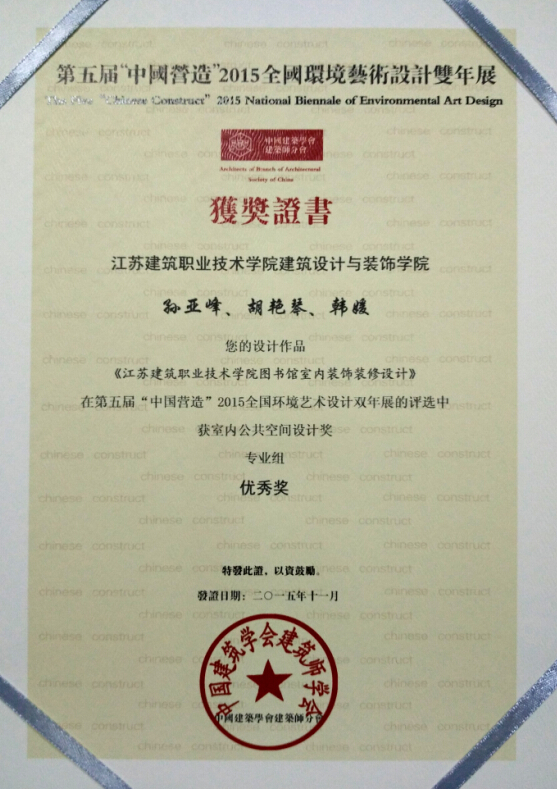 第五届“中國營造”2015全國環境藝術設計雙年展
"Chinese Construct" 2015 National Biennale of Environmental Art Design
中國建築學會
建築師分會
Architects of Branch of Architectural
Society of China
獲獎證書
江苏建筑职业技术学院建筑设计与装饰学院
孙亚峰、胡艳琴、韩媛
您的设计作品
《江苏建筑职业技术学院图书馆室内装饰装修设计》
在第五届“中国营造”2015全国环境艺术设计双年展的评选中
获室内公共空间设计奖
专业组
优秀奖
特發此證，以資鼓勵。
發證日期：二〇一五年十一月
中国建筑学会建筑师学会
中國建築學會建築師分會
chinese construct